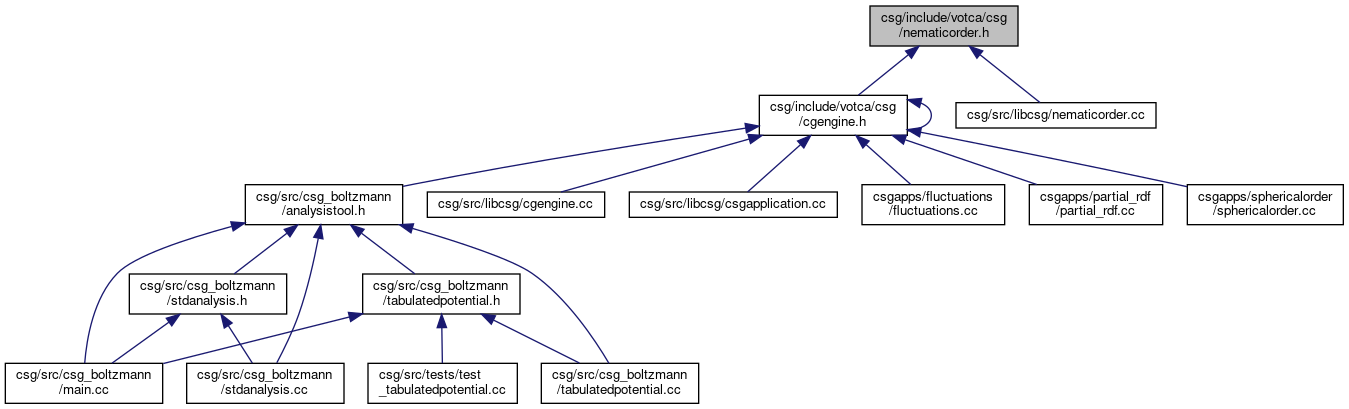 csg/include/votca/csg
/nematicorder.h
csg/include/votca/csg
/cgengine.h
csg/src/libcsg/nematicorder.cc
csg/src/csg_boltzmann
/analysistool.h
csg/src/libcsg/cgengine.cc
csg/src/libcsg/csgapplication.cc
csgapps/fluctuations
/fluctuations.cc
csgapps/partial_rdf
/partial_rdf.cc
csgapps/sphericalorder
/sphericalorder.cc
csg/src/csg_boltzmann
/stdanalysis.h
csg/src/csg_boltzmann
/tabulatedpotential.h
csg/src/csg_boltzmann
/main.cc
csg/src/csg_boltzmann
/stdanalysis.cc
csg/src/tests/test
_tabulatedpotential.cc
csg/src/csg_boltzmann
/tabulatedpotential.cc